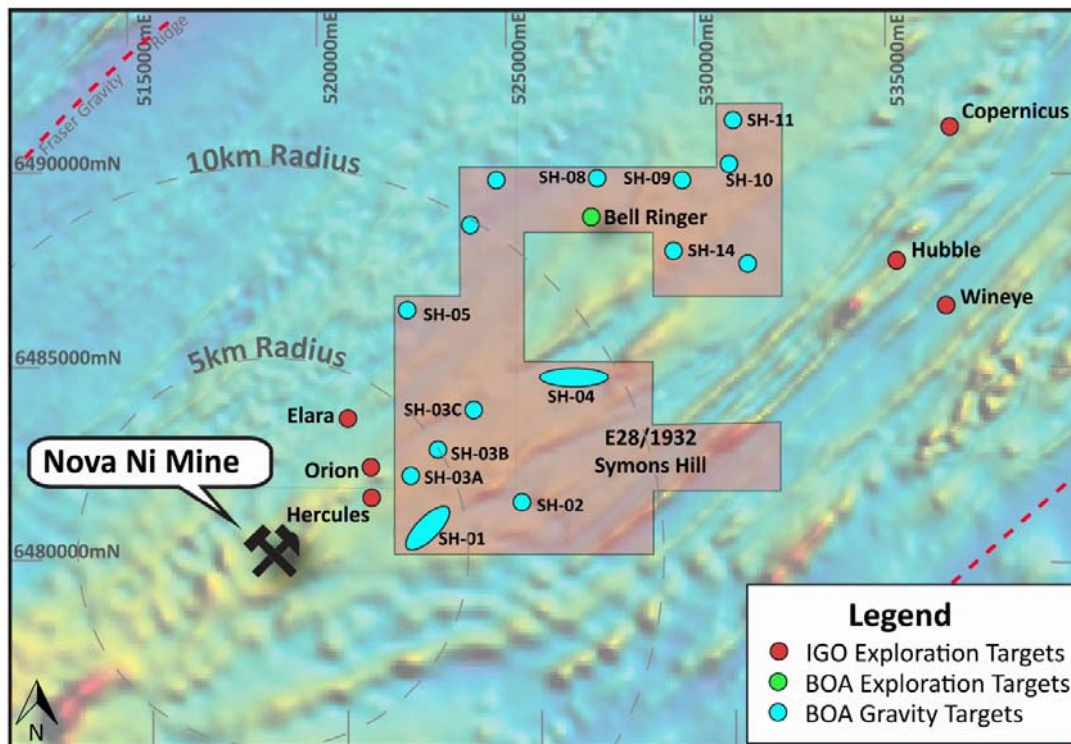 515000mE
520000mE
525000mE
530000mE
535000mE
Fraser Gravity Ridge
Copernicus
SH-11
6490000mN
10km Radius
SH-08
SH-09
SH-10
Bell Ringer
SH-14
Hubble
Wineye
SH-05
6485000mN
5km Radius
SH-04
Elara
SH-03C
E28/1932
Symons Hill
SH-03B
Nova Ni Mine
Orion
SH-03A
Hercules
SH-02
SH-01
6480000mN
Legend
IGO Exploration Targets
BOA Exploration Targets
BOA Gravity Targets
N